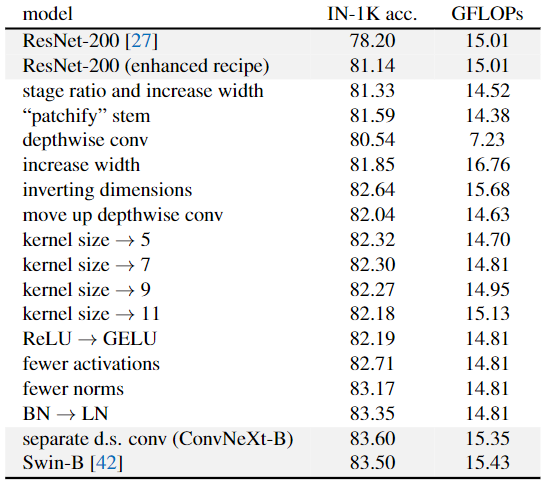 model IN-1K acc. GFLOPs
ResNet-200 [27] 78.20 15.01
ResNet-200 (enhanced recipe) 81.14 15.01
stage ratio and increase width 81.33 14.52
“patchify” stem 81.59 14.38
depthwise conv 80.54 7.23
increase width 81.85 16.76
inverting dimensions 82.64 15.68
move up depthwise conv 82.04 14.63
kernel size → 5 82.32 14.70
kernel size → 7 82.30 14.81
kernel size → 9 82.27 14.95
kernel size → 11 82.18 15.13
ReLU → GELU 82.19 14.81
fewer activations 82.71 14.81
fewer norms 83.17 14.81
BN → LN 83.35 14.81
separate d.s. conv (ConvNeXt-B) 83.60 15.35
Swin-B [42] 83.50 15.43